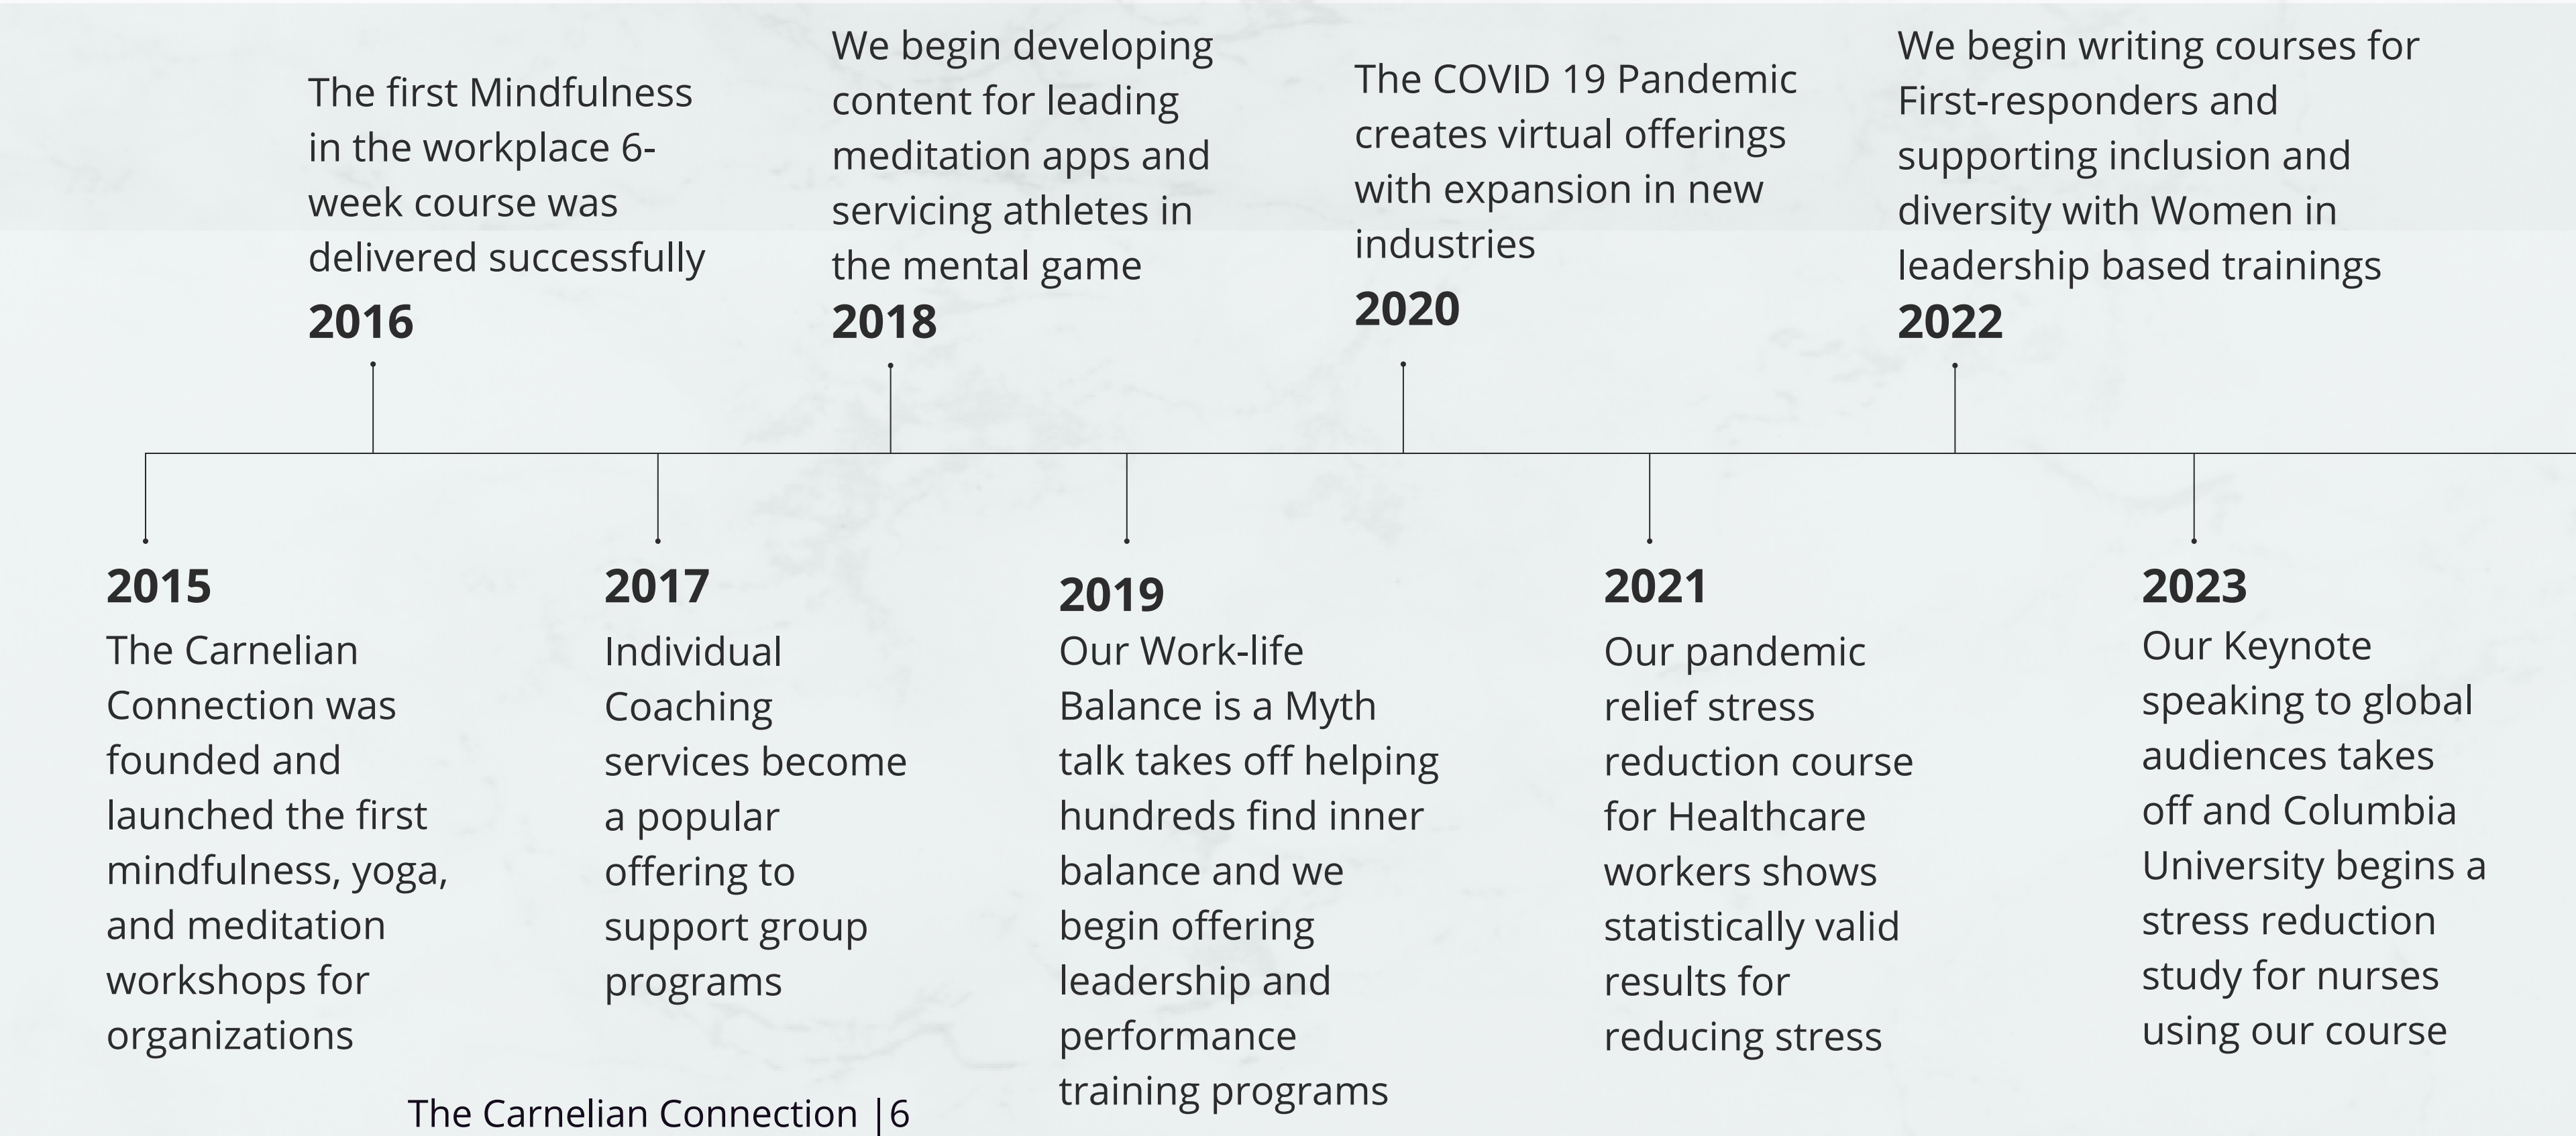 The first Mindfulness
in the workplace 6-
week course was
delivered successfully
2016
We begin developing
content for leading
meditation apps and
servicing athletes in
the mental game
2018
The COVID 19 Pandemic
creates virtual offerings
with expansion in new
industries
2020
We begin writing courses for
First-responders and
supporting inclusion and
diversity with Women in
leadership based trainings
2022
2015
The Carnelian
Connection was
founded and
launched the first
mindfulness, yoga,
and meditation
workshops for
organizations
2017
Individual
Coaching
services become
a popular
offering to
support group
programs
2019
Our Work-life
Balance is a Myth
talk takes off helping
hundreds find inner
balance and we
begin offering
leadership and
performance
training programs
2021
Our pandemic
relief stress
reduction course
for Healthcare
workers shows
statistically valid
results for
reducing stress
2023
Our Keynote
speaking to global
audiences takes
off and Columbia
University begins a
stress reduction
study for nurses
using our course
The Carnelian Connection |6